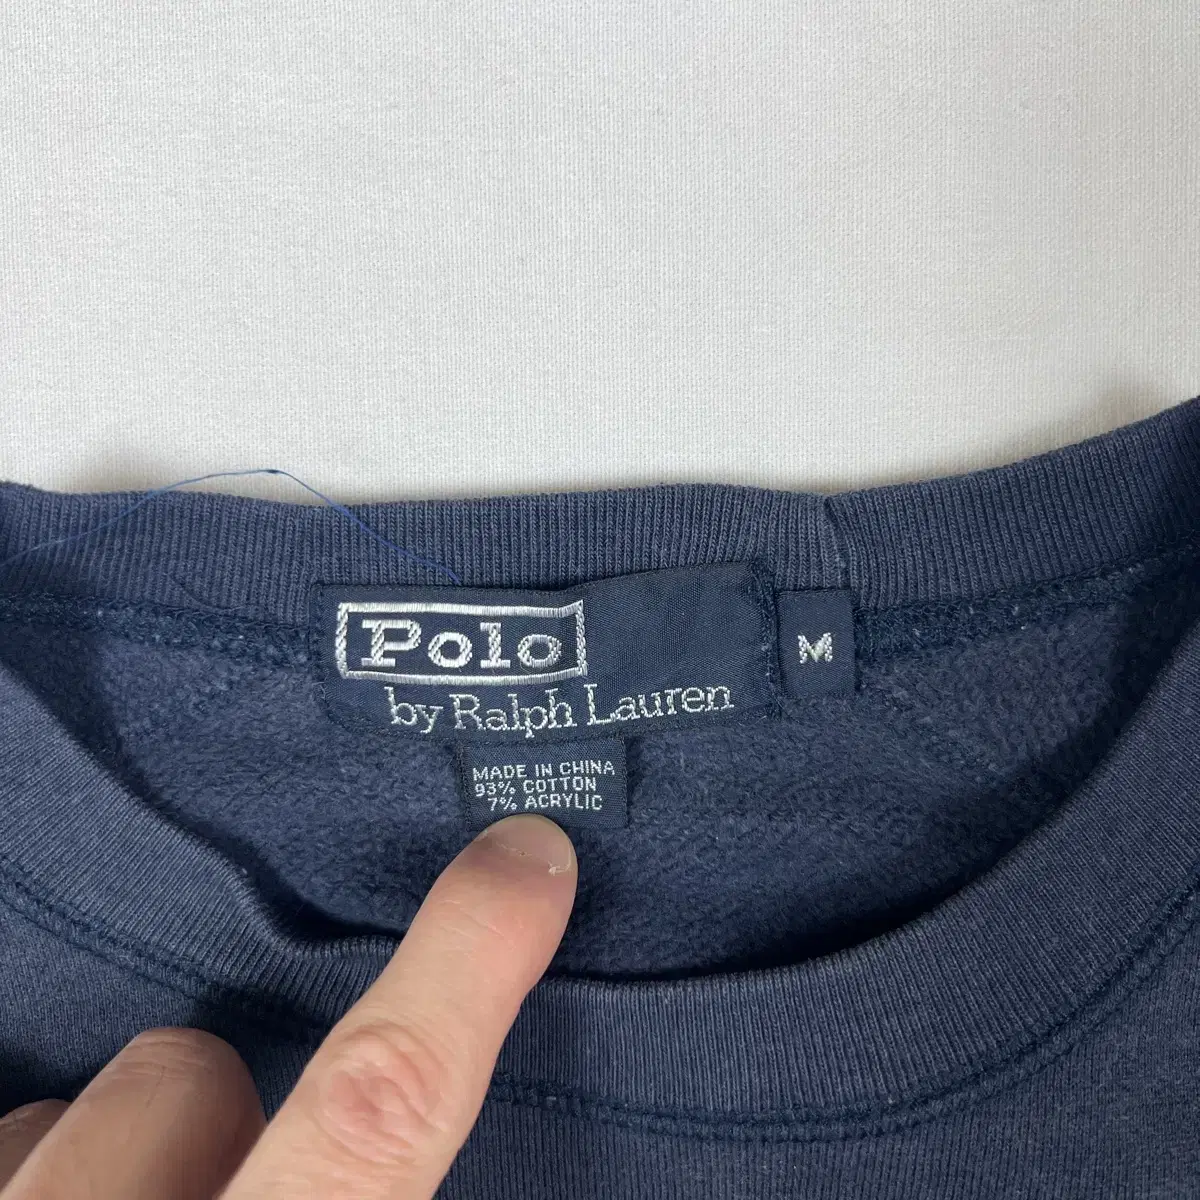 Polo
by Ralph Lauren
M
MADE IN CHINA
93% COTTON
7% ACRYLIC